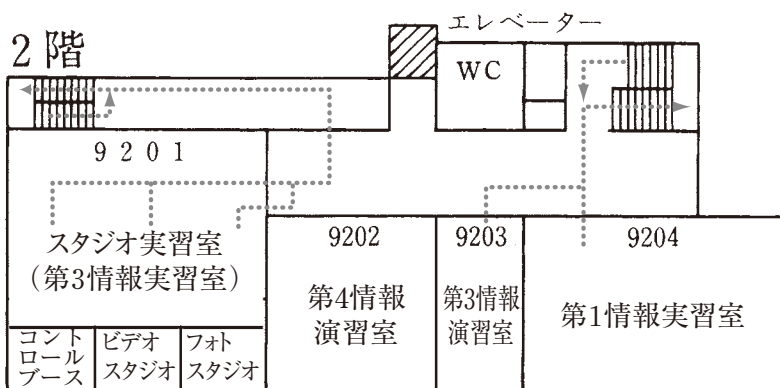 エレベーター
2階
WC
9201
スタジオ実習室
（第3情報実習室）
9202
第4情報
演習室
9203
第3情報
演習室
9204
第1情報実習室
コント
ロール
ブース
ビデオ
スタジオ
フォト
スタジオ